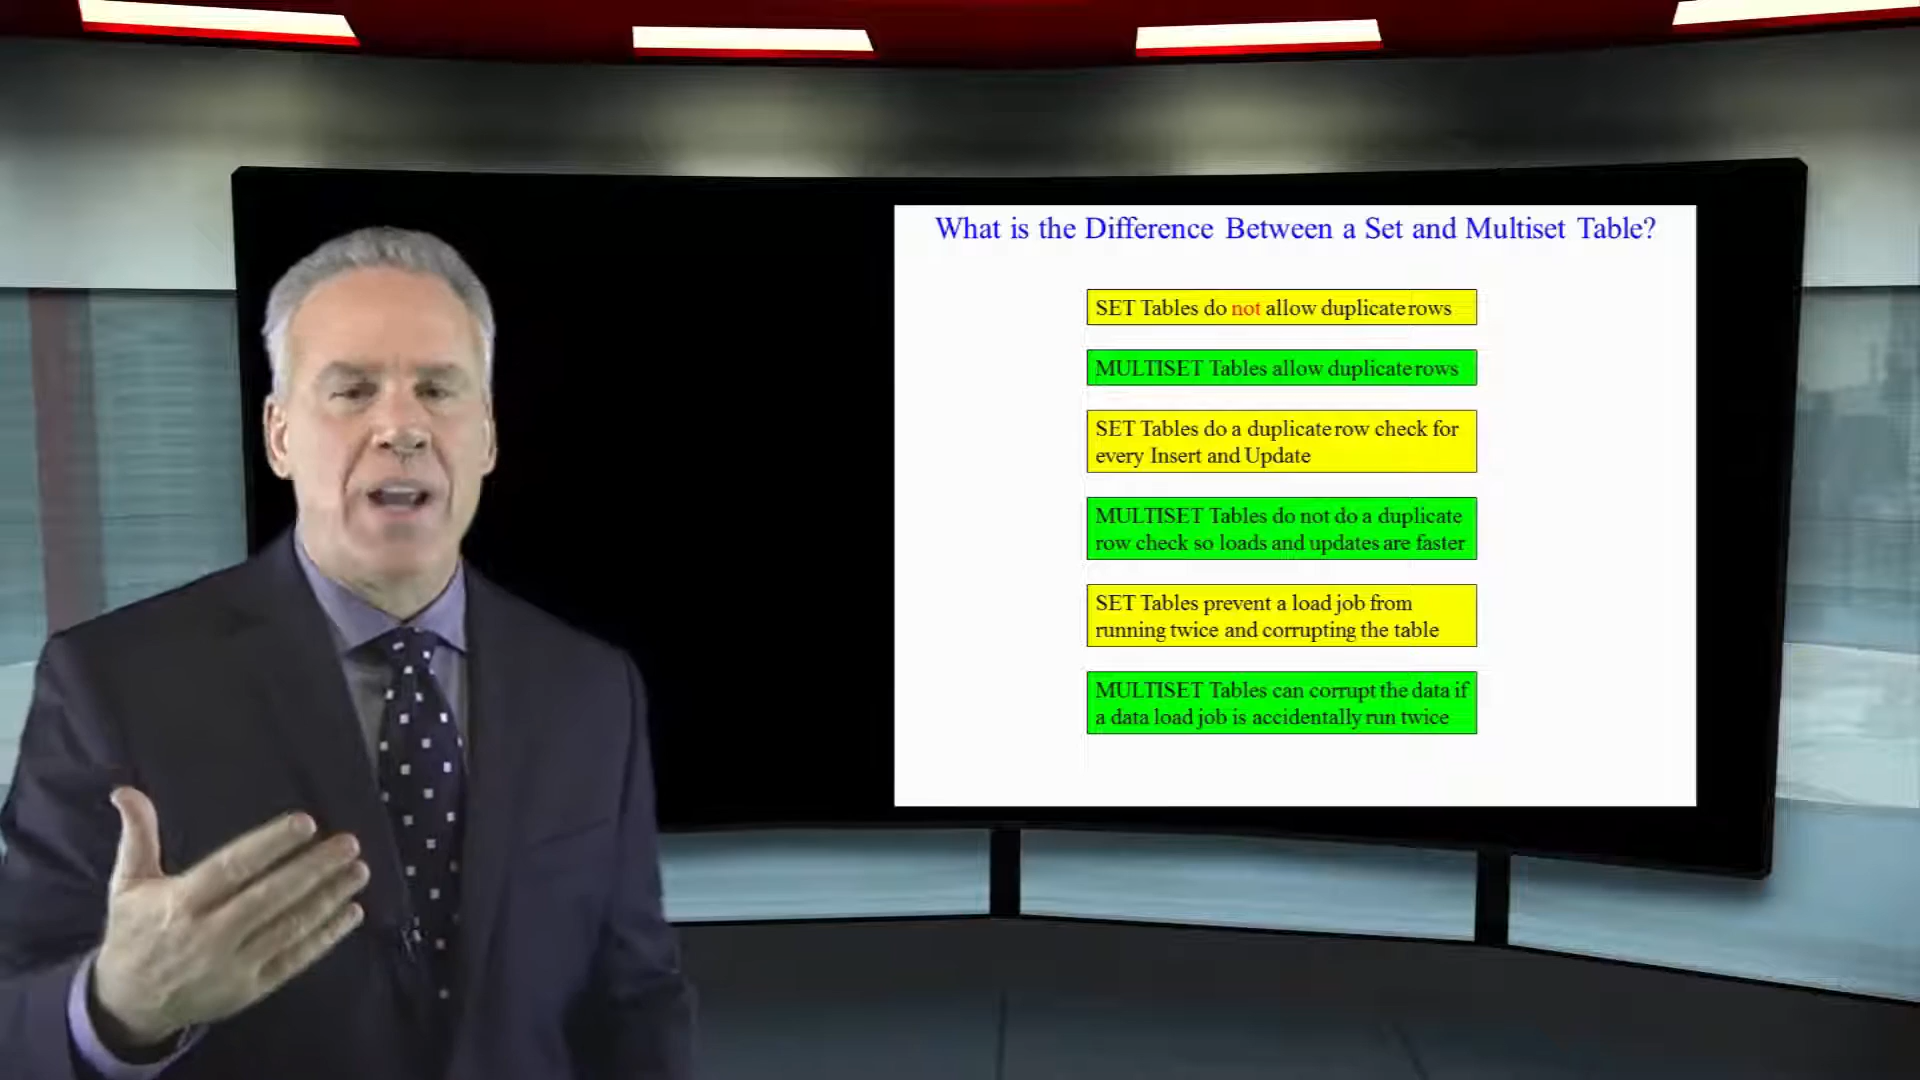 What is the Difference Between a Set and Multiset Table?
SET Tables do not allow duplicate rows
MULTISET Tables allow duplicate rows
SET Tables do a duplicate row check for
every Insert and Update
MULTISET Tables do not do a duplicate
row check so loads and updates are faster
SET Tables prevent a load job from
running twice and corrupting the table
MULTISET Tables can corrupt the data if
a data load job is accidentally run twice